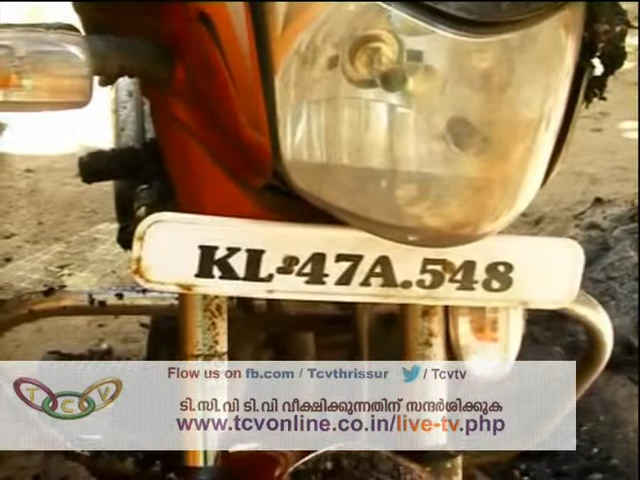 KL-47A.548
Flow us on fb.com / Tcvthrissur / Tcvtv
TCV
ടി.സി.വി ടി.വി വീക്ഷിക്കുന്നതിന് സന്ദർശിക്കുക
www.tcvonline.co.in/live-tv.php